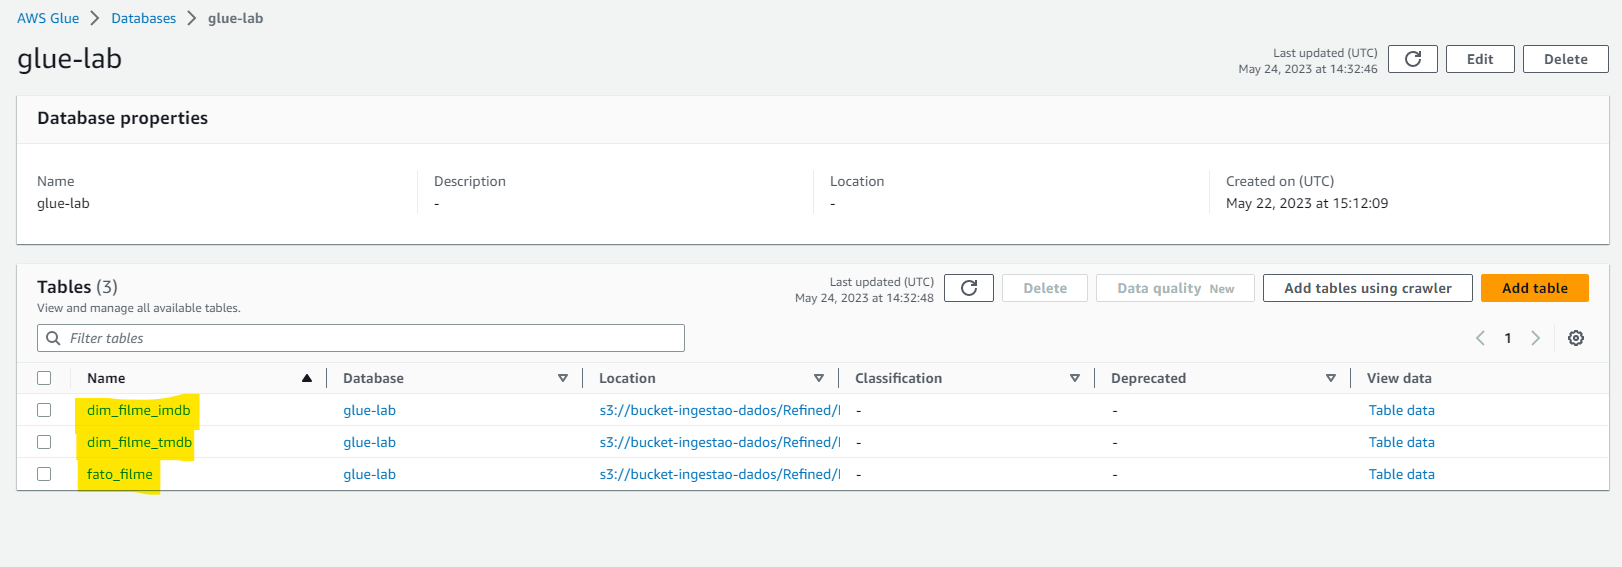 AWS Glue > Databases > glue-lab
glue-lab
Last updated (UTC)
May 24, 2023 at 14:32:46
Edit
Delete
Database properties
Name
glue-lab
Description
-
Location
-
Created on (UTC)
May 22, 2023 at 15:12:09
Tables (3)
View and manage all available tables.
Last updated (UTC)
May 24, 2023 at 14:32:48
Delete
Data quality New
Add tables using crawler
Add table
Filter tables
1
Name Database Location Classification Deprecated View data
dim_filme_imdb glue-lab s3://bucket-ingestao-dados/Refined/ - - Table data
dim_filme_tmdb glue-lab s3://bucket-ingestao-dados/Refined/ - - Table data
fato_filme glue-lab s3://bucket-ingestao-dados/Refined/ - - Table data